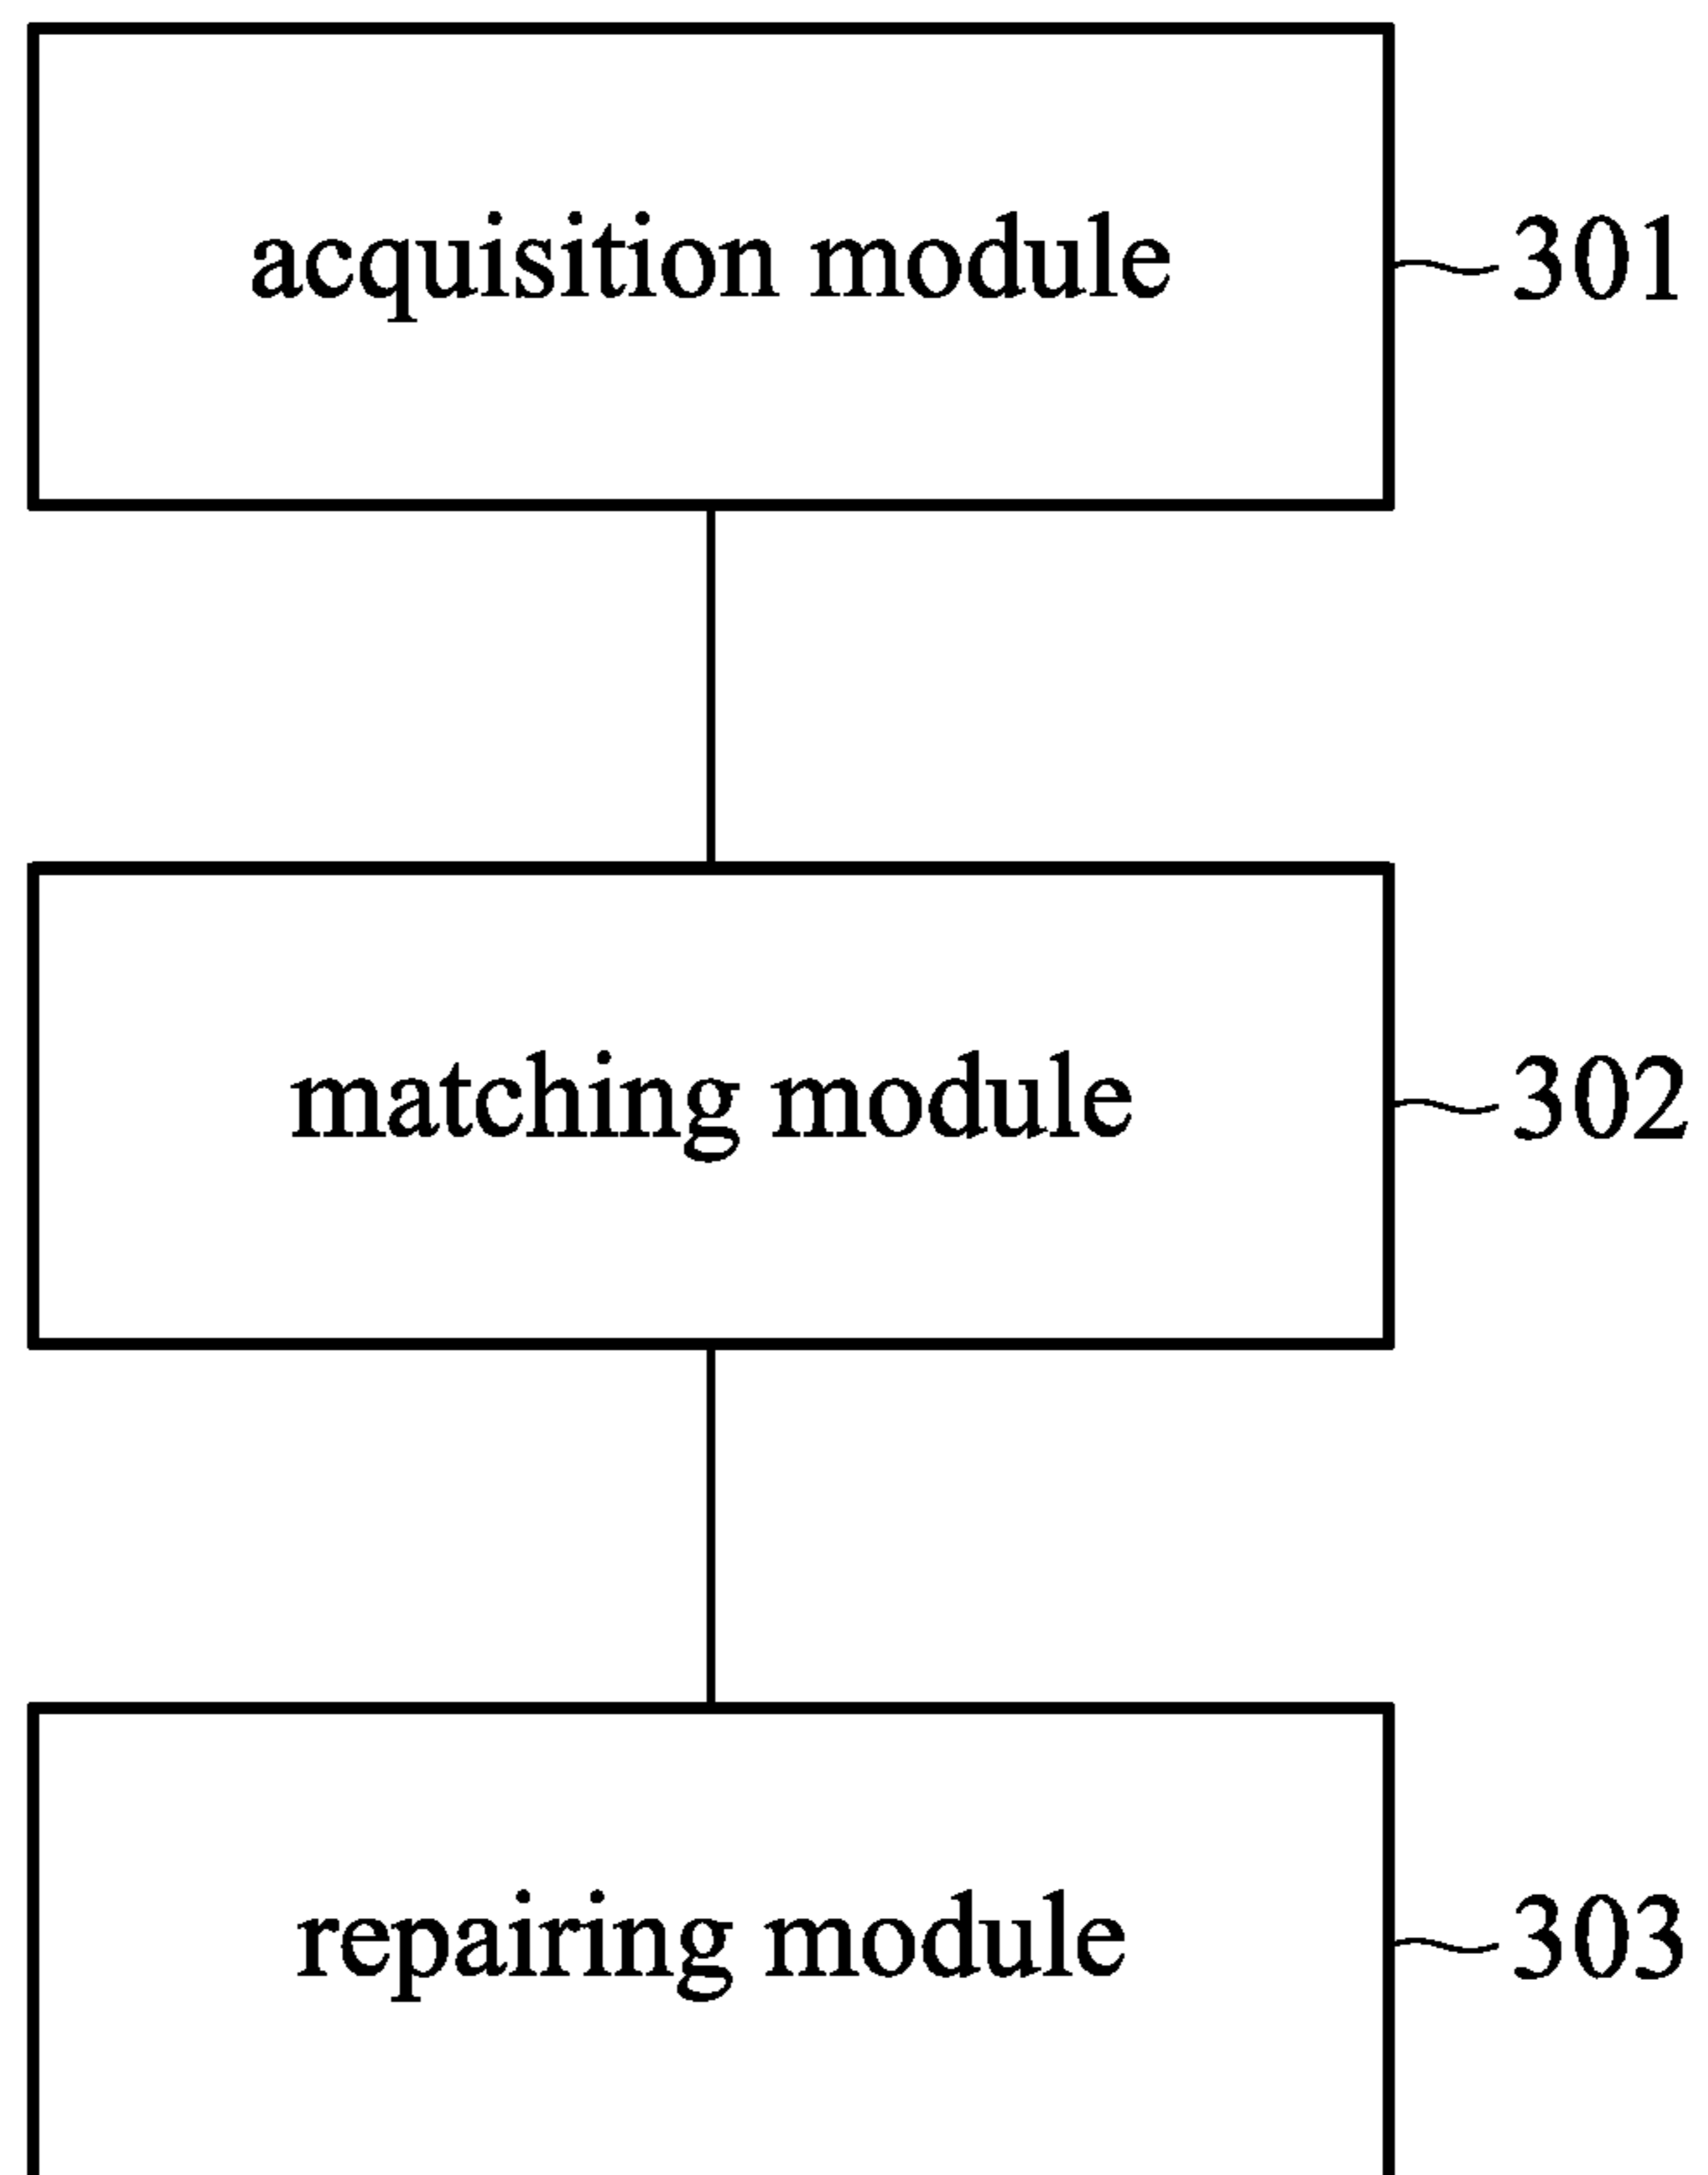 acquisition module 301
matching module 302
repairing module 303